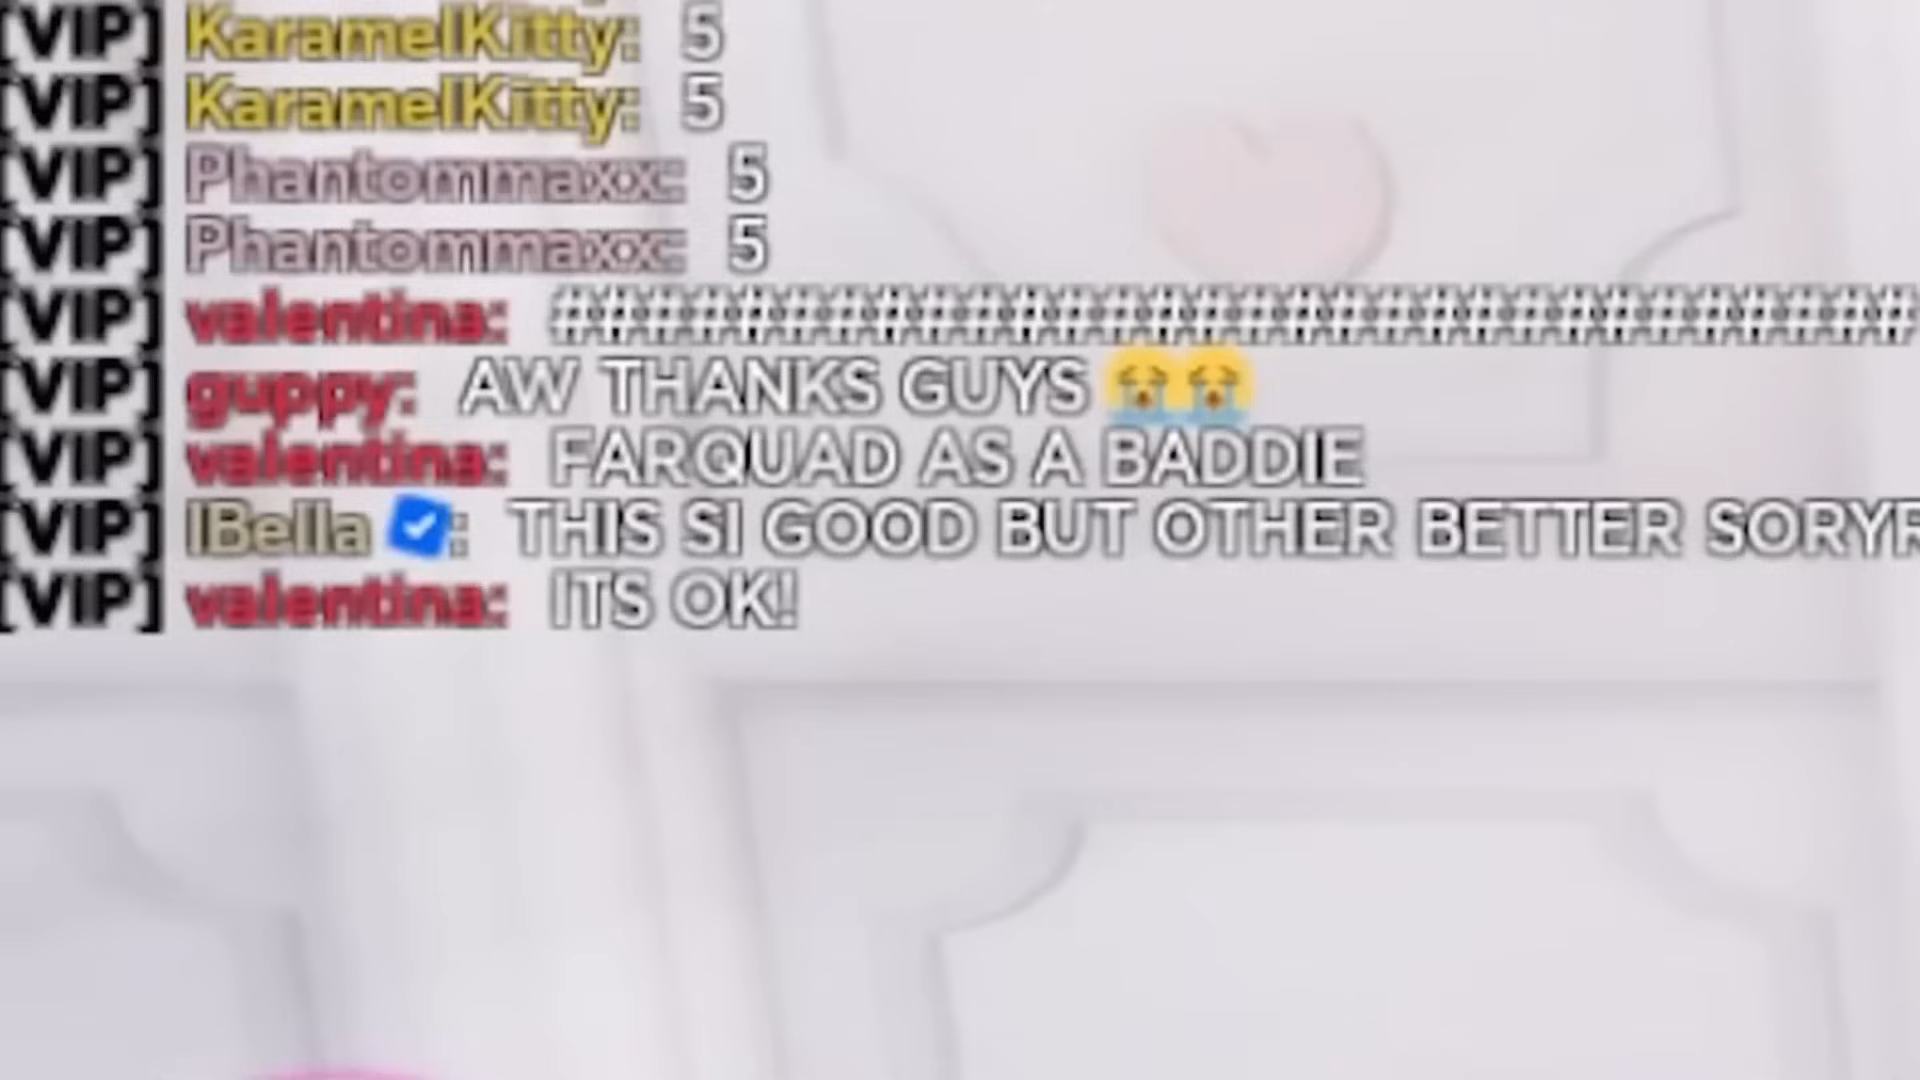 [VIP] KaramelKitty: 5
[VIP] KaramelKitty: 5
[VIP] Phantommaxx: 5
[VIP] Phantommaxx: 5
[VIP] valentina: ##############################
[VIP] guppy: AW THANKS GUYS 😭😭
[VIP] valentina: FARQUAD AS A BADDIE
[VIP] IBella: THIS SI GOOD BUT OTHER BETTER SORYR
[VIP] valentina: ITS OK!